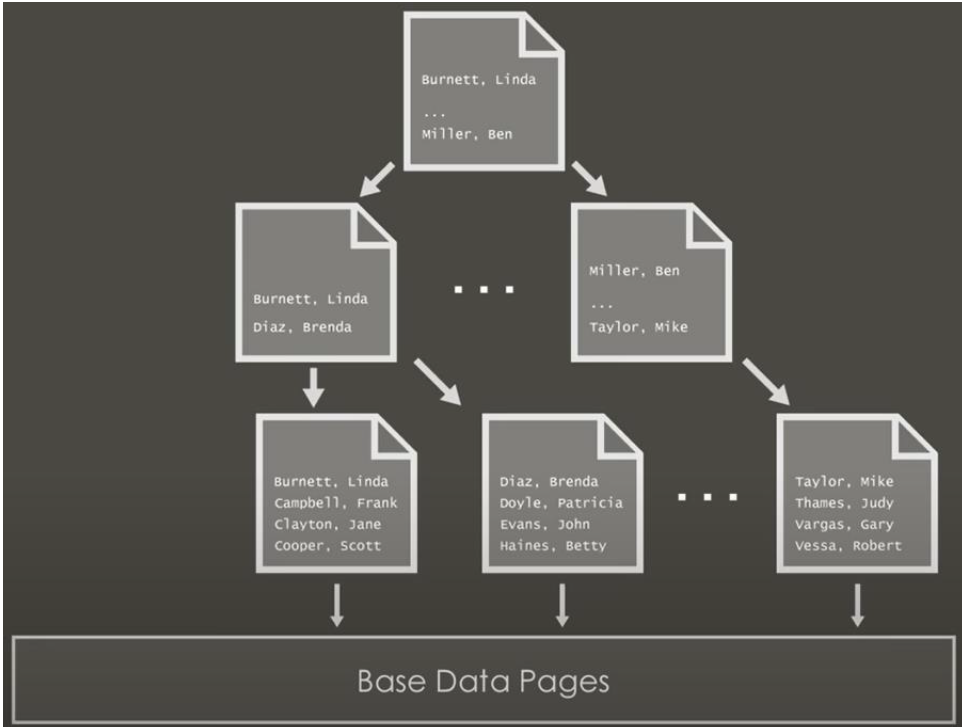 Burnett, Linda
...
Miller, Ben
Burnett, Linda
Diaz, Brenda
...
Miller, Ben
...
Taylor, Mike
Burnett, Linda
Campbell, Frank
Clayton, Jane
Cooper, Scott
Diaz, Brenda
Doyle, Patricia
Evans, John
Haines, Betty
...
Taylor, Mike
Thames, Judy
Vargas, Gary
Vessa, Robert
Base Data Pages